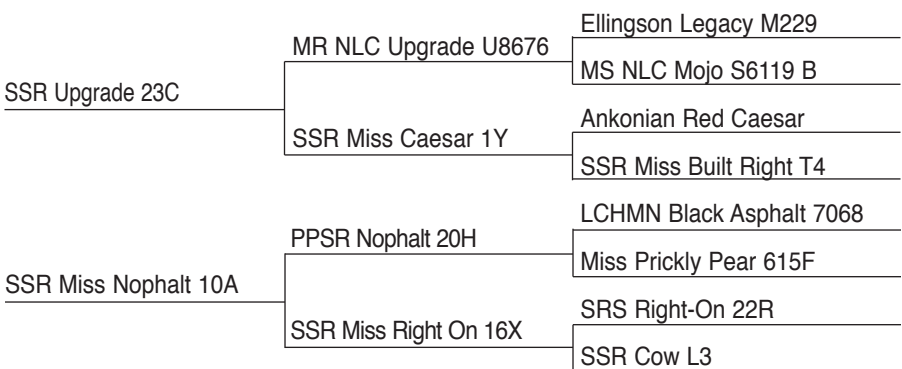 Ellingson Legacy M229
MR NLC Upgrade U8676
MS NLC Mojo S6119 B
SSR Upgrade 23C
Ankonian Red Caesar
SSR Miss Caesar 1Y
SSR Miss Built Right T4
LCHMN Black Asphalt 7068
PPSR Nophalt 20H
Miss Prickly Pear 615F
SSR Miss Nophalt 10A
SRS Right-On 22R
SSR Miss Right On 16X
SSR Cow L3